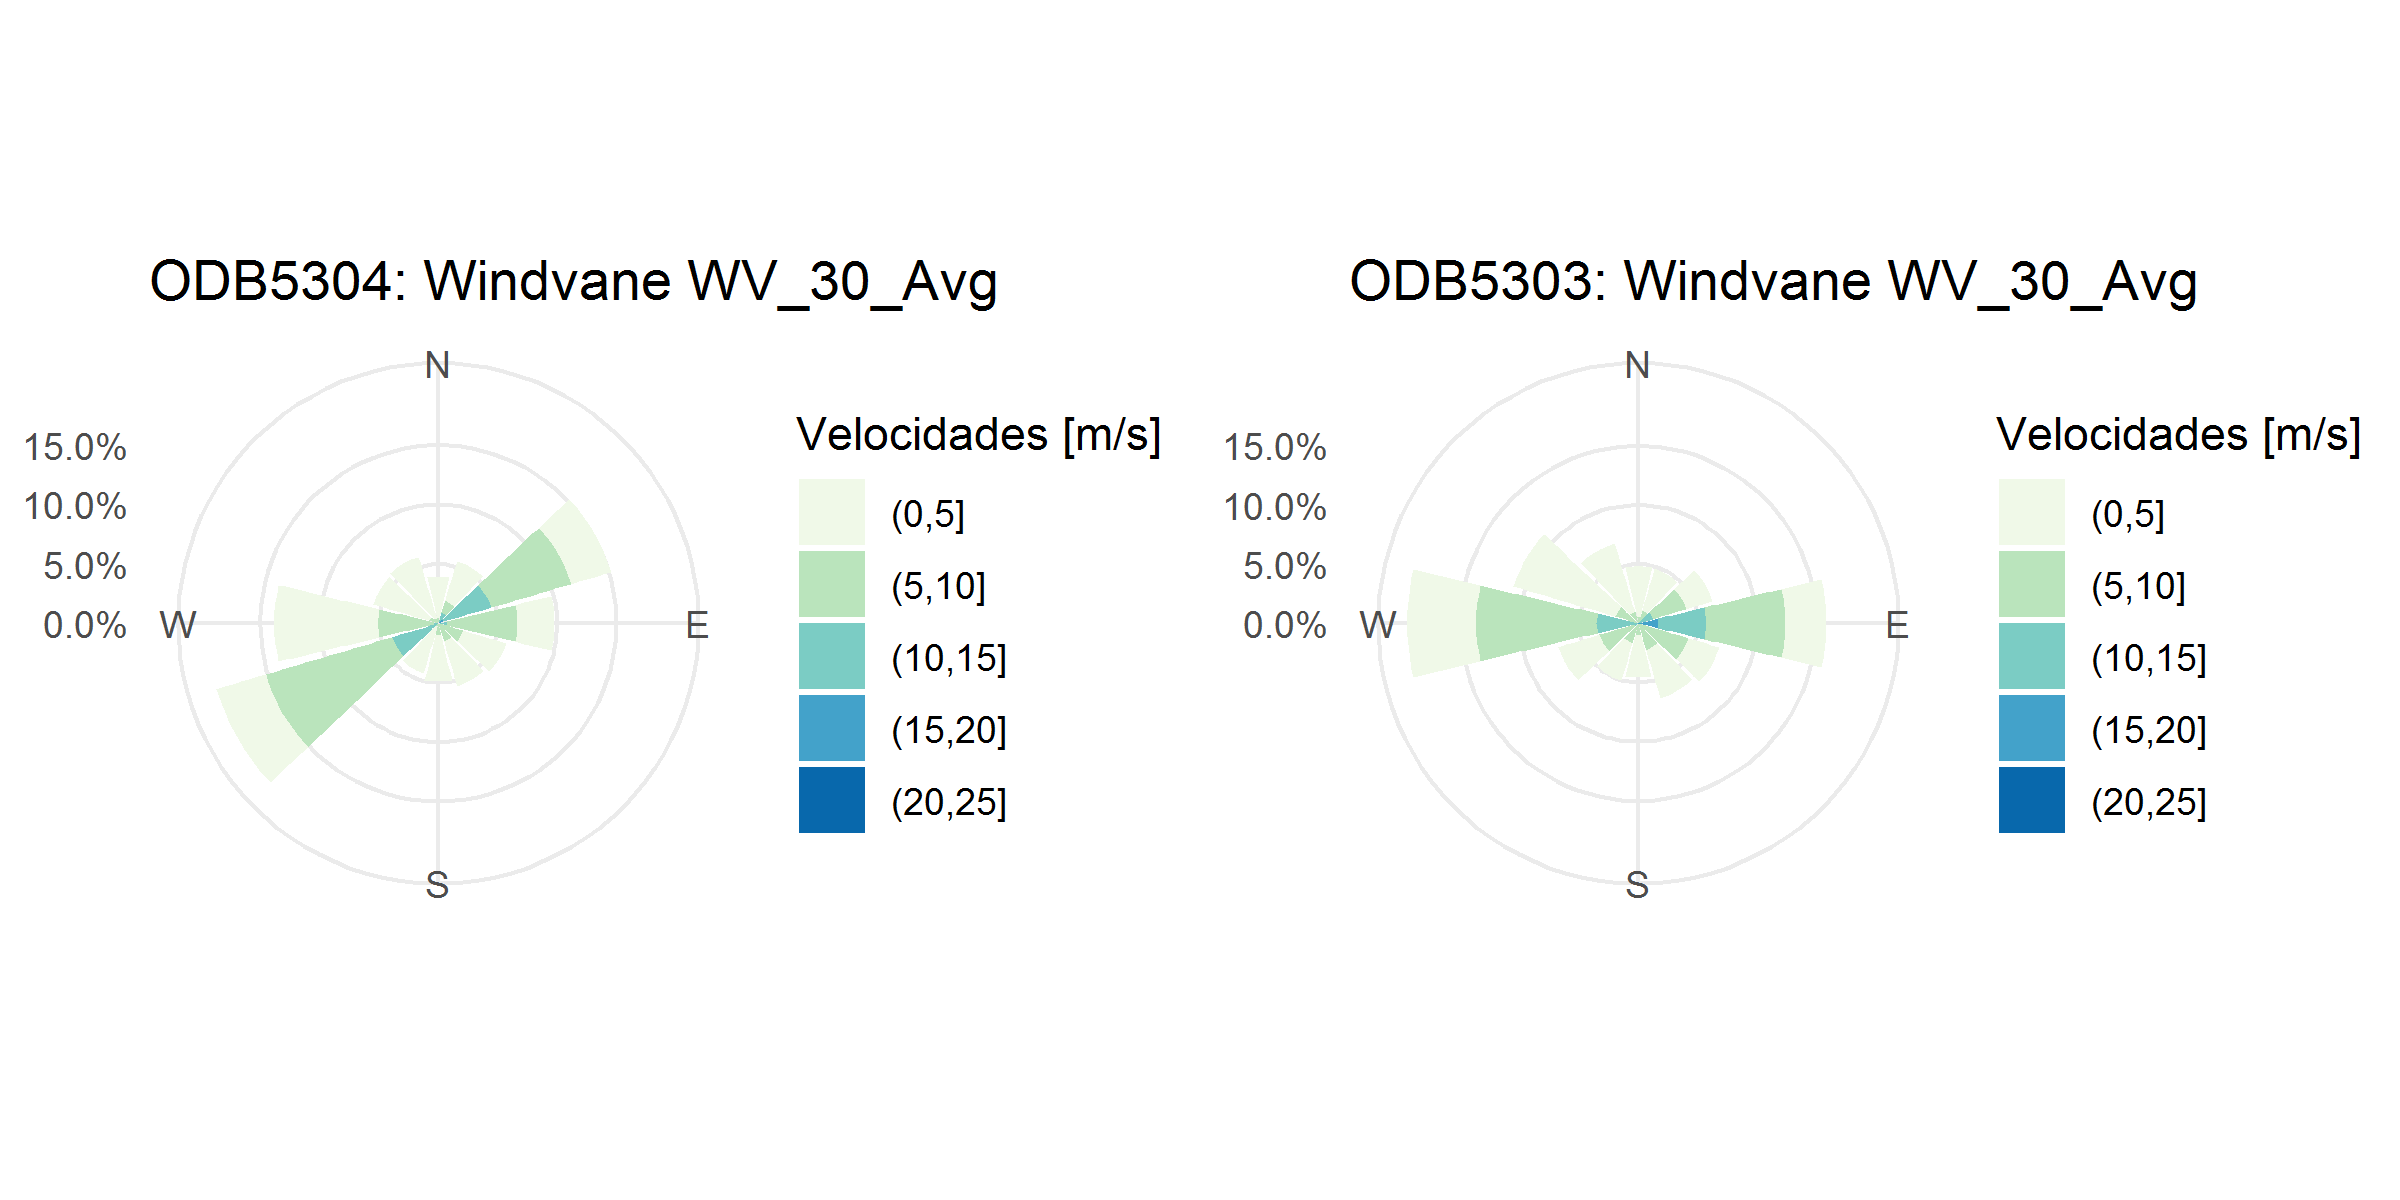 ODB5304: Windvane WV_30_Avg
N
15.0%
10.0%
5.0%
0.0%
W
E
S
Velocidades [m/s]
(0,5]
(5,10]
(10,15]
(15,20]
(20,25]
ODB5303: Windvane WV_30_Avg
N
15.0%
10.0%
5.0%
0.0%
W
E
S
Velocidades [m/s]
(0,5]
(5,10]
(10,15]
(15,20]
(20,25]